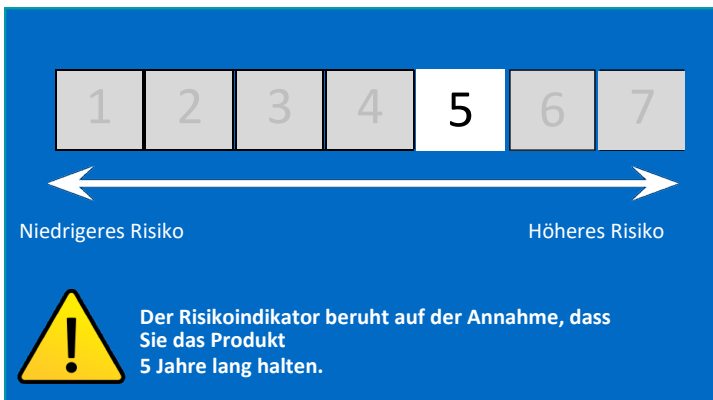 1 2 3 4 5 6 7
Niedrigeres Risiko Höheres Risiko
Der Risikoindikator beruht auf der Annahme, dass
Sie das Produkt
5 Jahre lang halten.